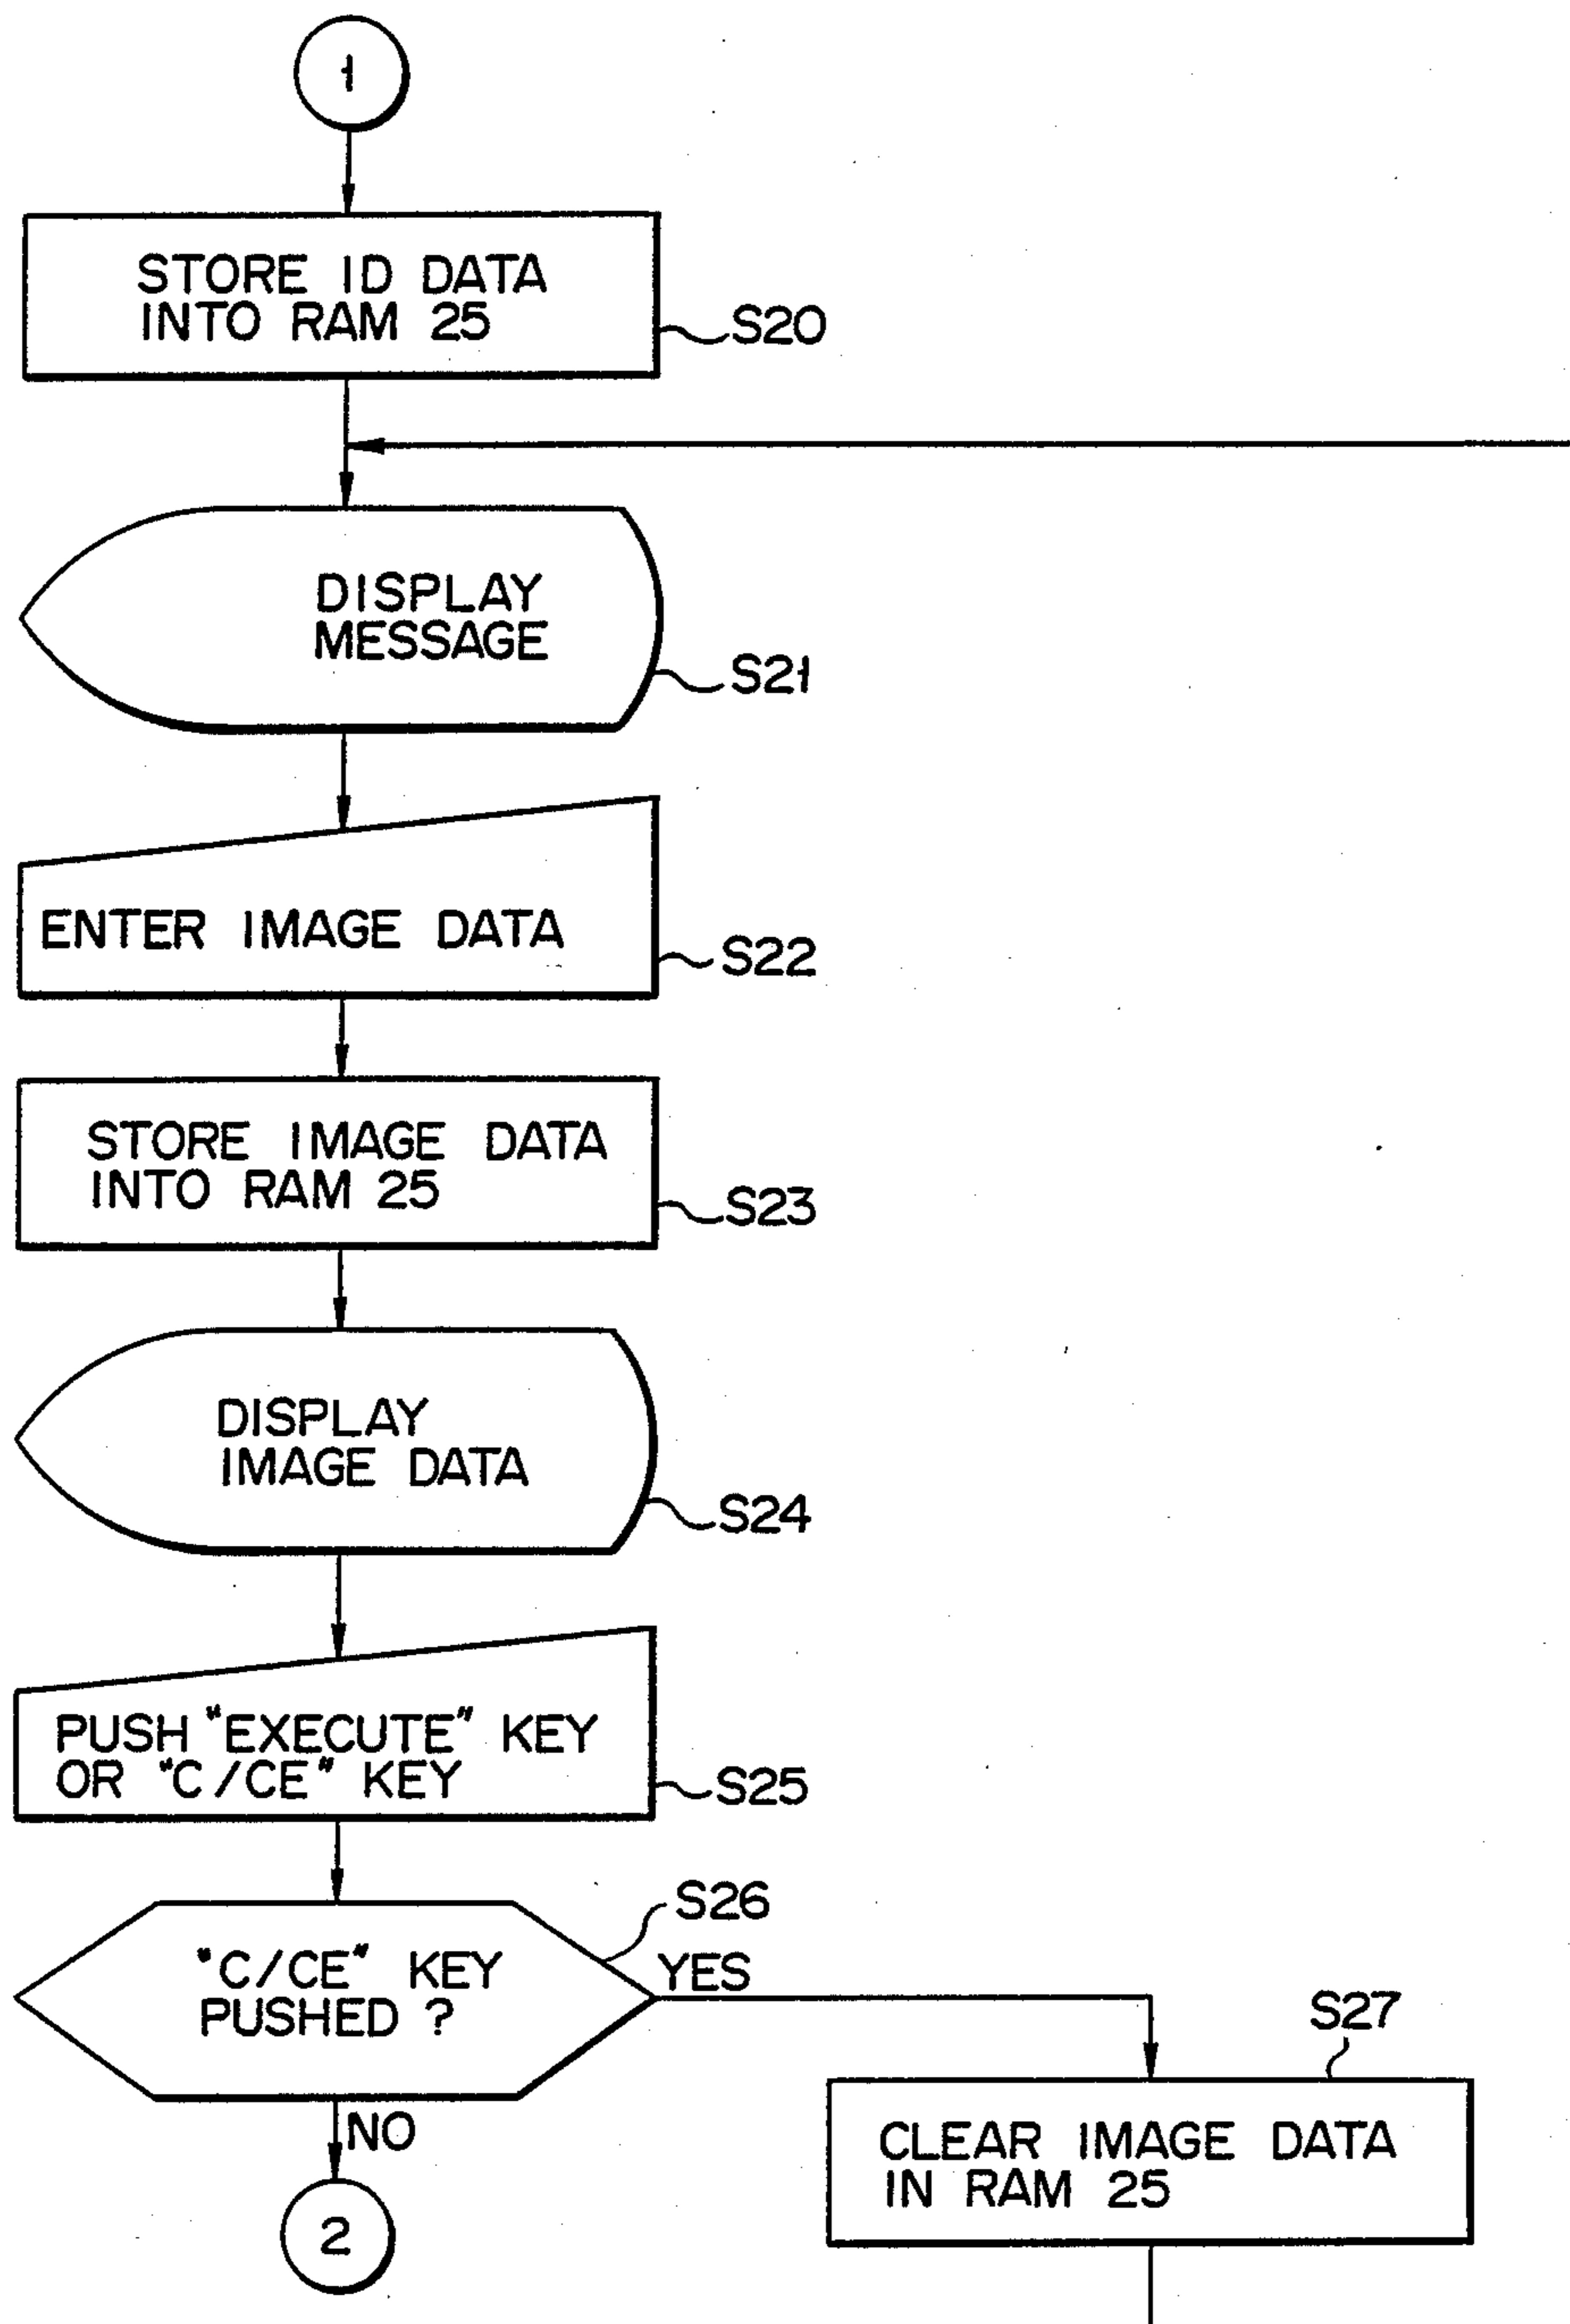 1
STORE ID DATA
INTO RAM 25
S20
DISPLAY
MESSAGE
S21
ENTER IMAGE DATA
S22
STORE IMAGE DATA
INTO RAM 25
S23
DISPLAY
IMAGE DATA
S24
PUSH "EXECUTE" KEY
OR "C/CE" KEY
S25
S26
"C/CE" KEY
PUSHED ?
YES
S27
NO
CLEAR IMAGE DATA
IN RAM 25
2